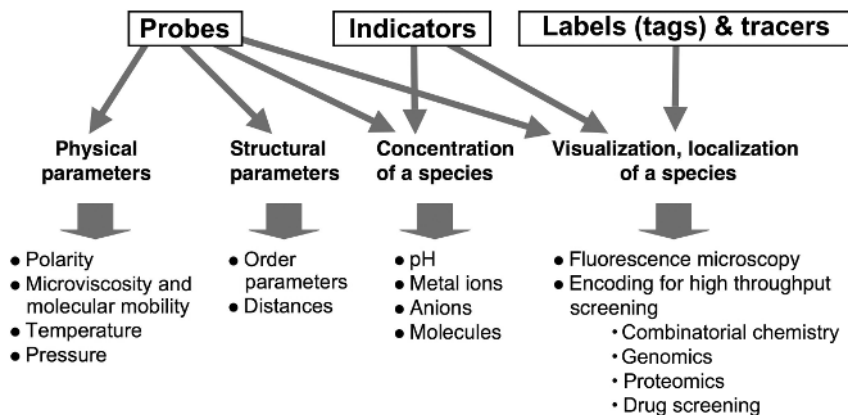 Probes
Indicators
Labels (tags) & tracers
Physical
parameters
Structural
parameters
Concentration
of a species
Visualization, localization
of a species
● Polarity
● Microviscosity and
molecular mobility
● Temperature
● Pressure
● Order
parameters
● Distances
● pH
● Metal ions
● Anions
● Molecules
● Fluorescence microscopy
● Encoding for high throughput
screening
· Combinatorial chemistry
· Genomics
· Proteomics
· Drug screening